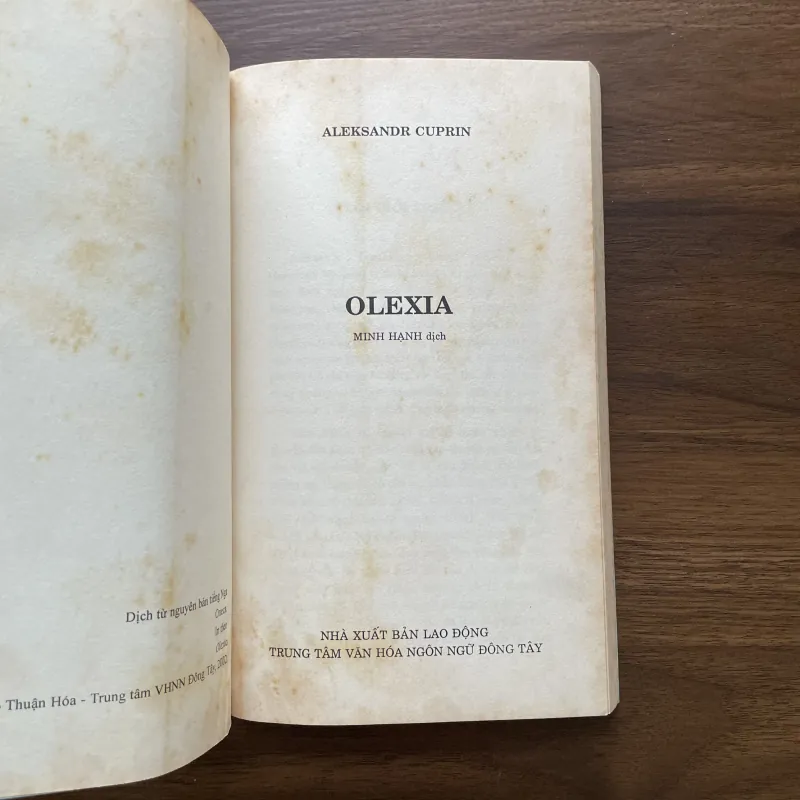 Dịch từ nguyên bản tiếng Nga
Thuận Hóa - Trung tâm VHNN Đông Tây, 2002
ALEKSANDR CUPRIN
OLEXIA
MINH HẠNH dịch
NHÀ XUẤT BẢN LAO ĐỘNG
TRUNG TÂM VĂN HÓA NGÔN NGỮ ĐÔNG TÂY